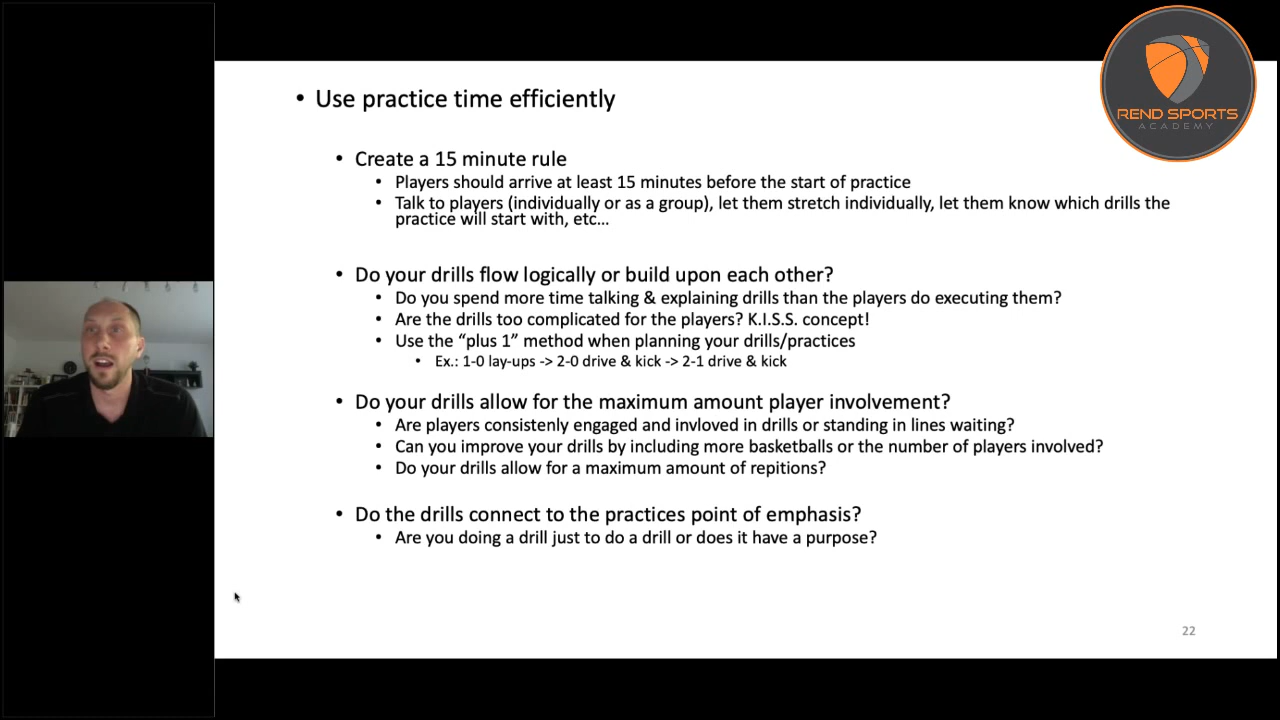 REND SPORTS
ACADEMY
• Use practice time efficiently
• Create a 15 minute rule
• Players should arrive at least 15 minutes before the start of practice
• Talk to players (individually or as a group), let them stretch individually, let them know which drills the
practice will start with, etc...
• Do your drills flow logically or build upon each other?
• Do you spend more time talking & explaining drills than the players do executing them?
• Are the drills too complicated for the players? K.I.S.S. concept!
• Use the “plus 1” method when planning your drills/practices
• Ex.: 1-0 lay-ups -> 2-0 drive & kick -> 2-1 drive & kick
• Do your drills allow for the maximum amount player involvement?
• Are players consistenly engaged and invloved in drills or standing in lines waiting?
• Can you improve your drills by including more basketballs or the number of players involved?
• Do your drills allow for a maximum amount of repitions?
• Do the drills connect to the practices point of emphasis?
• Are you doing a drill just to do a drill or does it have a purpose?
22